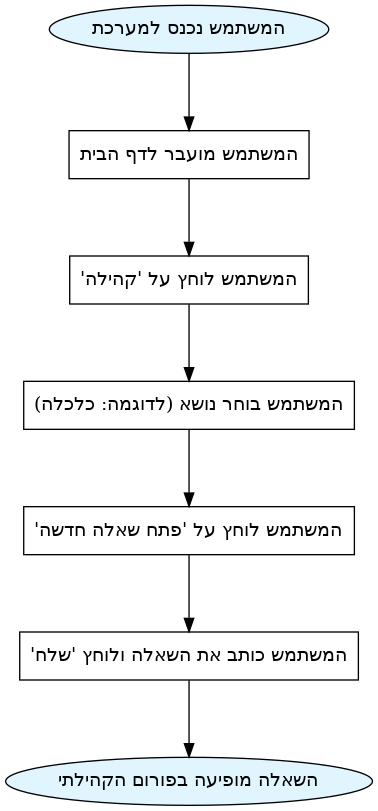 המשתמש נכנס למערכת
המשתמש מועבר לדף הבית
המשתמש לוחץ על 'קהילה'
המשתמש בוחר נושא (לדוגמה: כלכלה)
המשתמש לוחץ על 'פתח שאלה חדשה'
המשתמש כותב את השאלה ולוחץ 'שלח'
השאלה מופיעה בפורום הקהילתי